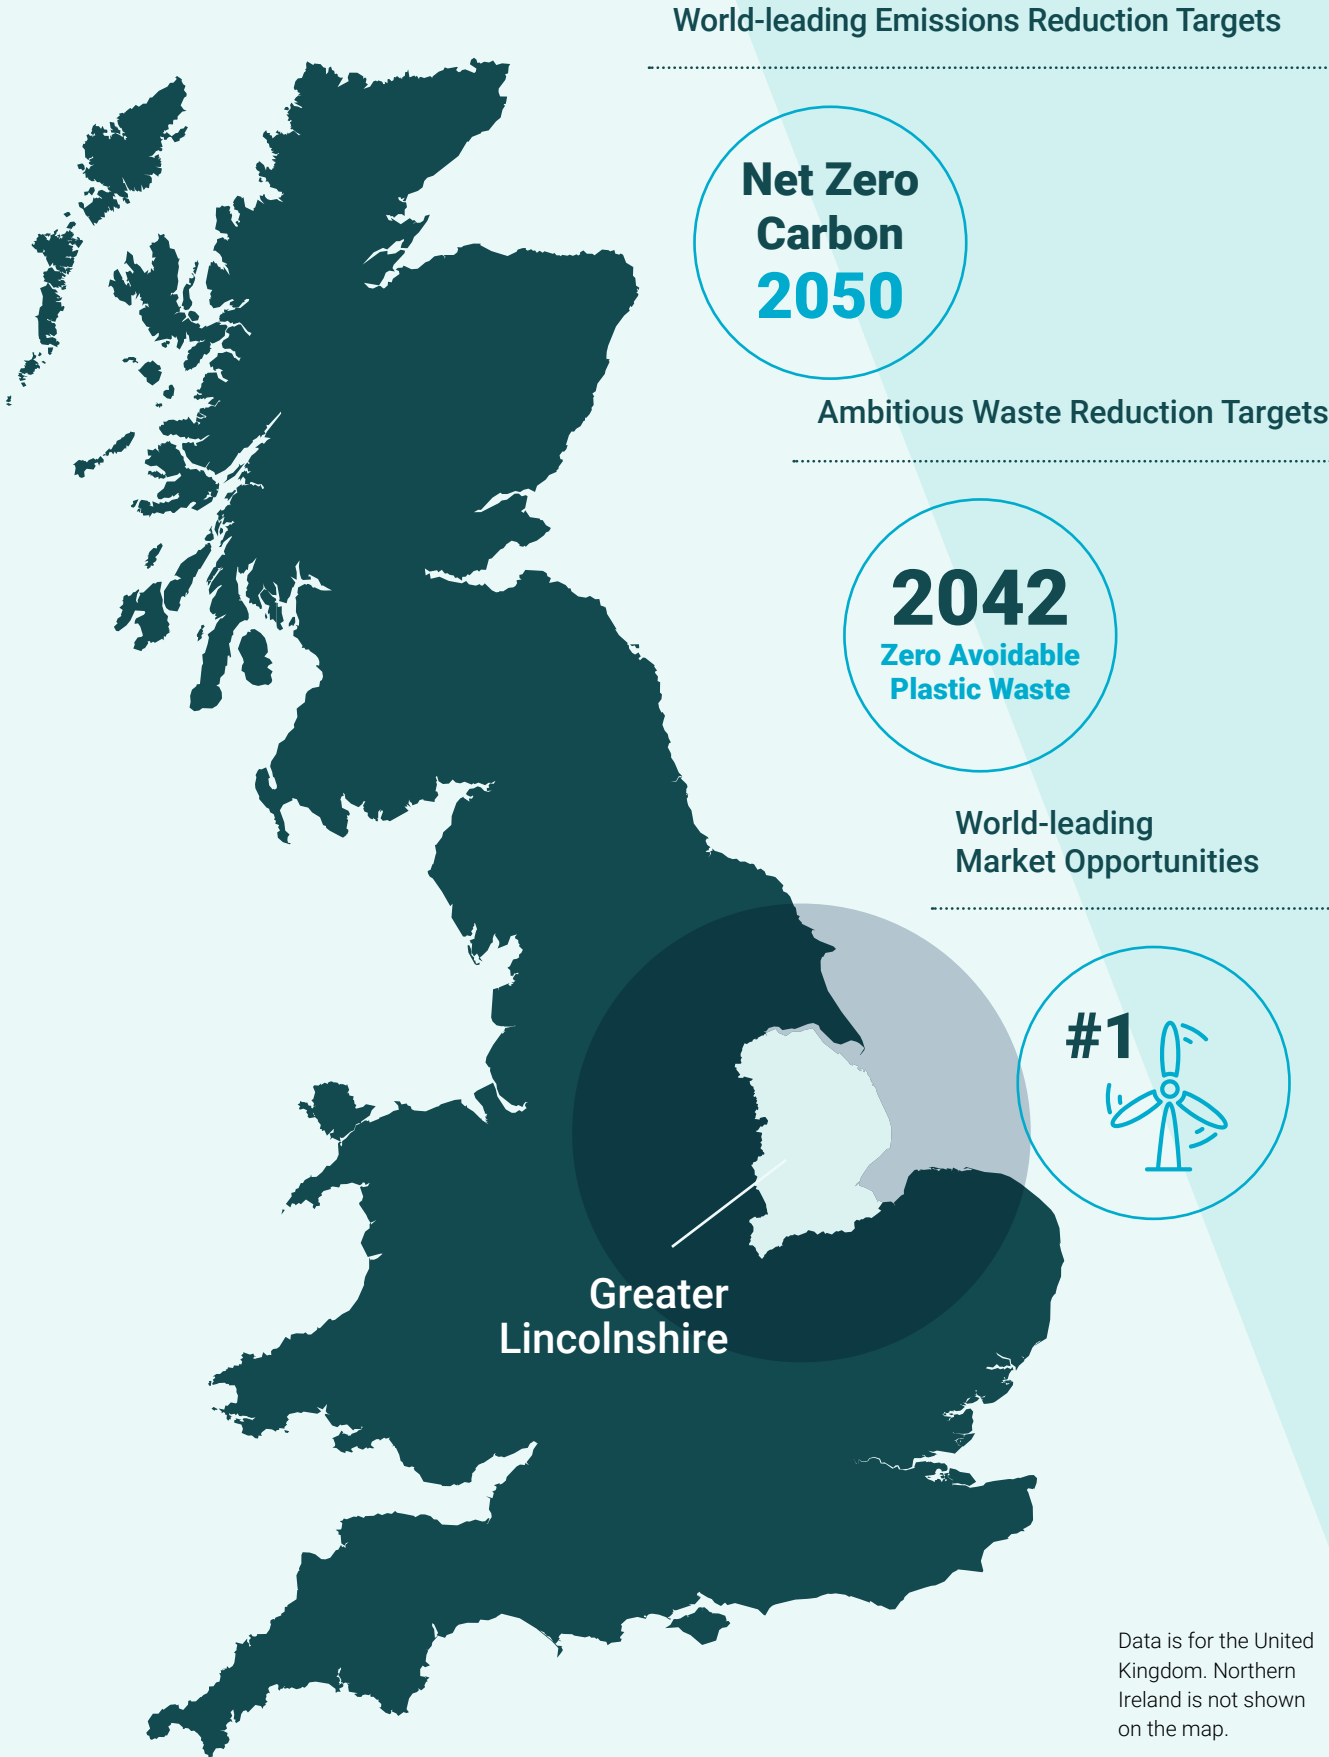 World-leading Emissions Reduction Targets
Net Zero
Carbon
2050
Ambitious Waste Reduction Targets
2042
Zero Avoidable
Plastic Waste
World-leading
Market Opportunities
#1
Greater
Lincolnshire
Data is for the United
Kingdom. Northern
Ireland is not shown
on the map.